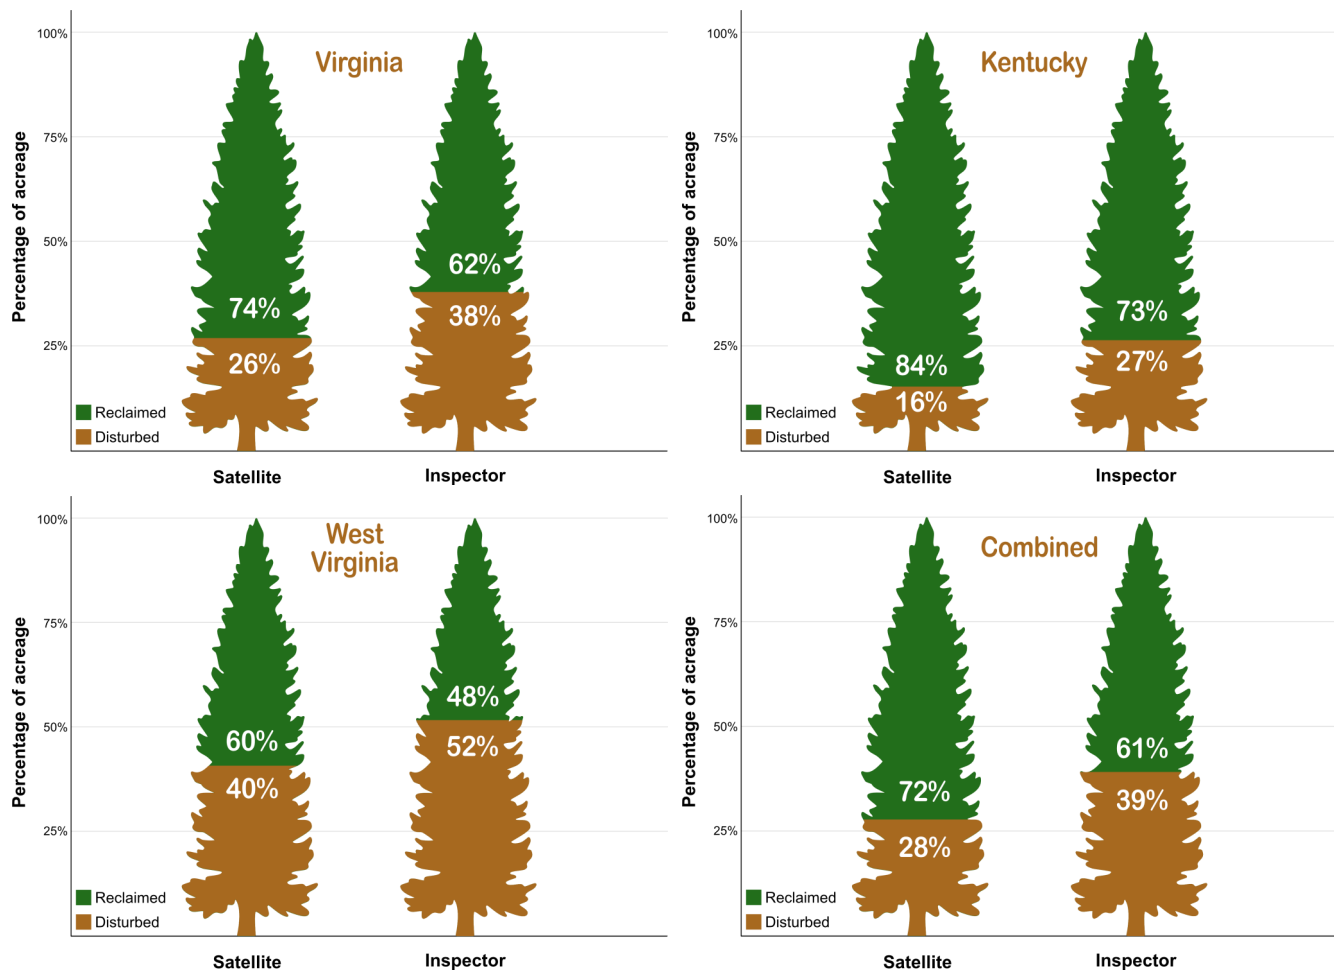 Virginia
Percentage of acreage
100%
75%
50%
25%
74%
26%
62%
38%
Reclaimed
Disturbed
Satellite
Inspector
Kentucky
Percentage of acreage
100%
75%
50%
25%
84%
16%
73%
27%
Reclaimed
Disturbed
Satellite
Inspector
West
Virginia
Percentage of acreage
100%
75%
50%
25%
60%
40%
48%
52%
Reclaimed
Disturbed
Satellite
Inspector
Combined
Percentage of acreage
100%
75%
50%
25%
72%
28%
61%
39%
Reclaimed
Disturbed
Satellite
Inspector